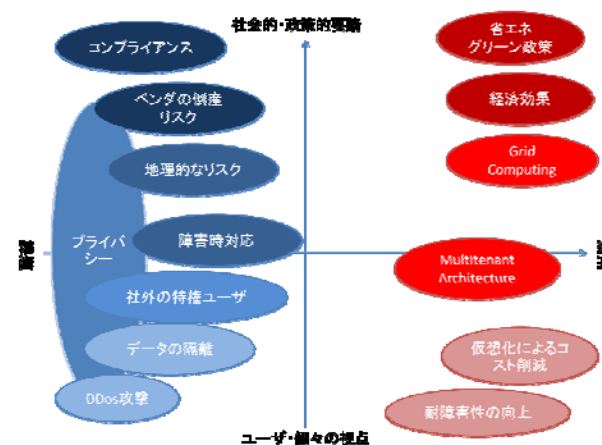 社会的・政策的要請
コンプライアンス
省エネ
グリーン政策
ベンダの倒産
リスク
経済効果
地理的なリスク
Grid
Computing
プライバ
シー
障害時対応
Multitenant
Architecture
社外の特権ユーザ
データの隔離
仮想化によるコ
スト削減
DDos攻撃
耐障害性の向上
ユーザ・個々の視点